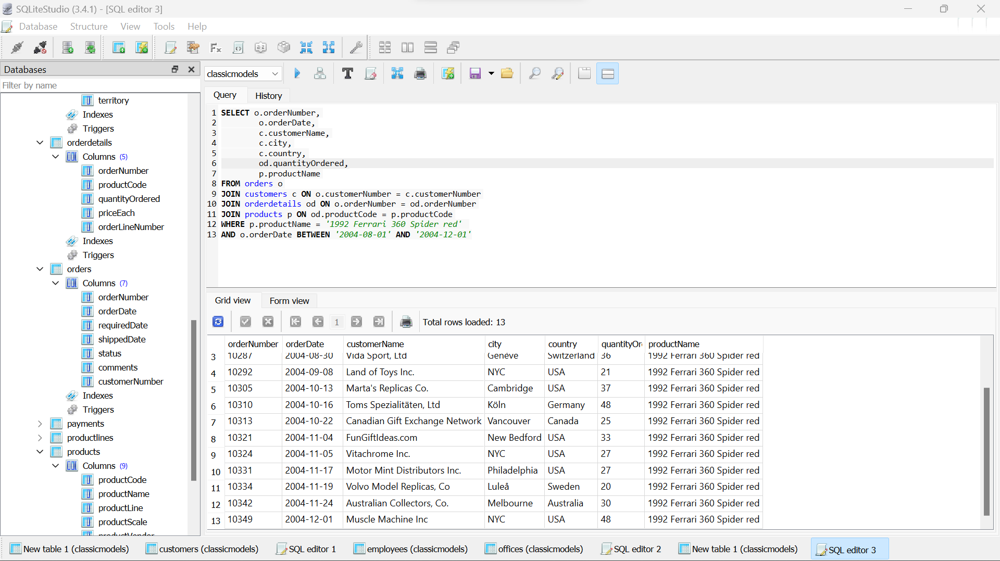 SQLiteStudio (3.4.1) - [SQL editor 3]
Database Structure View Tools Help
Databases
Filter by name
territory
Indexes
Triggers
orderdetails
Columns (5)
orderNumber
productCode
quantityOrdered
priceEach
orderLineNumber
Indexes
Triggers
orders
Columns (7)
orderNumber
orderDate
requiredDate
shippedDate
status
comments
customerNumber
Indexes
Triggers
payments
productlines
products
Columns (9)
productCode
productName
productLine
productScale
productVendor
classicmodels
Query History
1 SELECT o.orderNumber,
2 o.orderDate,
3 c.customerName,
4 c.city,
5 c.country,
6 od.quantityOrdered,
7 p.productName
8 FROM orders o
9 JOIN customers c ON o.customerNumber = c.customerNumber
10 JOIN orderdetails od ON o.orderNumber = od.orderNumber
11 JOIN products p ON od.productCode = p.productCode
12 WHERE p.productName = '1992 Ferrari 360 Spider red'
13 AND o.orderDate BETWEEN '2004-08-01' AND '2004-12-01'
Grid view Form view
1 Total rows loaded: 13
orderNumber orderDate customerName city country quantityOr productName
3 10287 2004-08-30 Vida Sport, Ltd Genève Switzerland 36 1992 Ferrari 360 Spider red
4 10292 2004-09-08 Land of Toys Inc. NYC USA 21 1992 Ferrari 360 Spider red
5 10305 2004-10-13 Marta's Replicas Co. Cambridge USA 37 1992 Ferrari 360 Spider red
6 10310 2004-10-16 Toms Spezialitäten, Ltd Köln Germany 48 1992 Ferrari 360 Spider red
7 10313 2004-10-22 Canadian Gift Exchange Network Vancouver Canada 25 1992 Ferrari 360 Spider red
8 10321 2004-11-04 FunGiftIdeas.com New Bedford USA 33 1992 Ferrari 360 Spider red
9 10324 2004-11-05 Vitachrome Inc. NYC USA 27 1992 Ferrari 360 Spider red
10 10331 2004-11-17 Motor Mint Distributors Inc. Philadelphia USA 27 1992 Ferrari 360 Spider red
11 10334 2004-11-19 Volvo Model Replicas, Co Luleå Sweden 20 1992 Ferrari 360 Spider red
12 10342 2004-11-24 Australian Collectors, Co. Melbourne Australia 30 1992 Ferrari 360 Spider red
13 10349 2004-12-01 Muscle Machine Inc NYC USA 48 1992 Ferrari 360 Spider red
New table 1 (classicmodels) customers (classicmodels) SQL editor 1 employees (classicmodels) offices (classicmodels) SQL editor 2 New table 1 (classicmodels) SQL editor 3